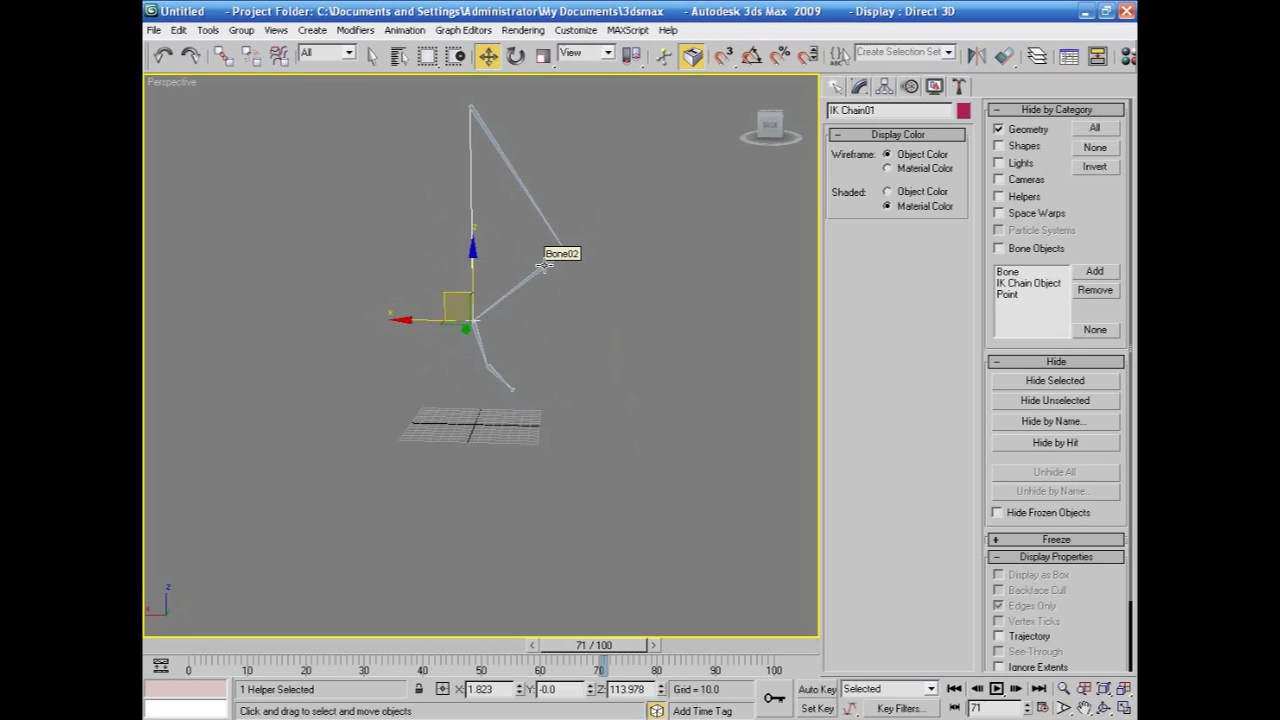 Untitled - Project Folder: C:\Documents and Settings\Administrator\My Documents\3dsmax - Autodesk 3ds Max 2009 - Display : Direct 3D
File Edit Tools Group Views Create Modifiers Animation Graph Editors Rendering Customize MAXScript Help
All View Create Selection Set
Perspective
BACK
IK Chain01
Display Color
Wireframe: Object Color
Material Color
Shaded: Object Color
Material Color
Hide by Category
Geometry All
Shapes None
Lights Invert
Cameras
Helpers
Space Warps
Particle Systems
Bone Objects
Bone Add
IK Chain Object Remove
Point
None
Hide
Hide Selected
Hide Unselected
Hide by Name...
Hide by Hit
Unhide All
Unhide by Name...
Hide Frozen Objects
Freeze
Display Properties
Display as Box
Backface Cull
Edges Only
Vertex Ticks
Trajectory
See-Through
Ignore Extents
Bone02
z
x
z
x
71 / 100
0 10 20 30 40 50 60 70 80 90 100
1 Helper Selected X: 1.823 Y: -0.0 Z: 113.978 Grid = 10.0 Auto Key Selected
Click and drag to select and move objects Add Time Tag Set Key Key Filters... 71